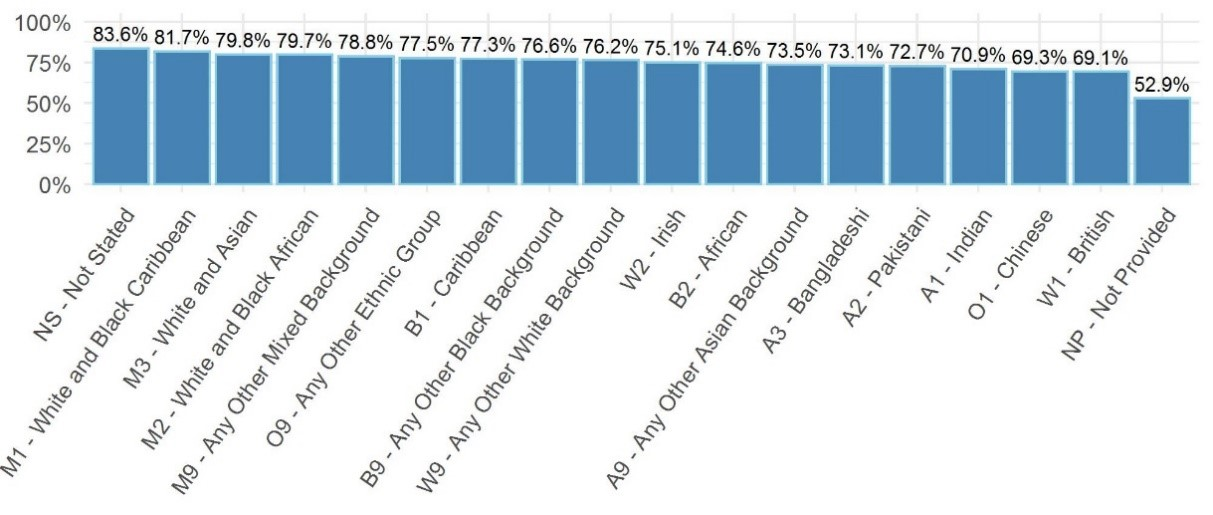 100%
75%
50%
25%
0%
83.6% 81.7% 79.8% 79.7% 78.8% 77.5% 77.3% 76.6% 76.2% 75.1% 74.6% 73.5% 73.1% 72.7% 70.9% 69.3% 69.1% 52.9%
NS - Not Stated
M1 - White and Black Caribbean
M3 - White and Asian
M2 - White and Black African
M9 - Any Other Mixed Background
O9 - Any Other Ethnic Group
B1 - Caribbean
B9 - Any Other Black Background
W9 - Any Other White Background
W2 - Irish
B2 - African
A9 - Any Other Asian Background
A3 - Bangladeshi
A2 - Pakistani
A1 - Indian
O1 - Chinese
W1 - British
NP - Not Provided